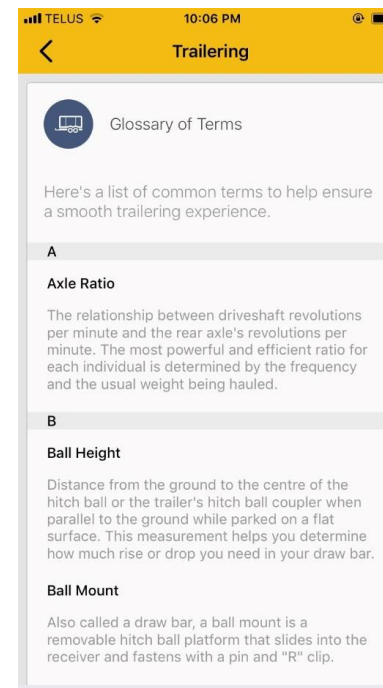 TELUS 10:06 PM
Trailering
Glossary of Terms
Here's a list of common terms to help ensure
a smooth trailering experience.
A
Axle Ratio
The relationship between driveshaft revolutions
per minute and the rear axle's revolutions per
minute. The most powerful and efficient ratio for
each individual is determined by the frequency
and the usual weight being hauled.
B
Ball Height
Distance from the ground to the centre of the
hitch ball or the trailer's hitch ball coupler when
parallel to the ground while parked on a flat
surface. This measurement helps you determine
how much rise or drop you need in your draw bar.
Ball Mount
Also called a draw bar, a ball mount is a
removable hitch ball platform that slides into the
receiver and fastens with a pin and "R" clip.